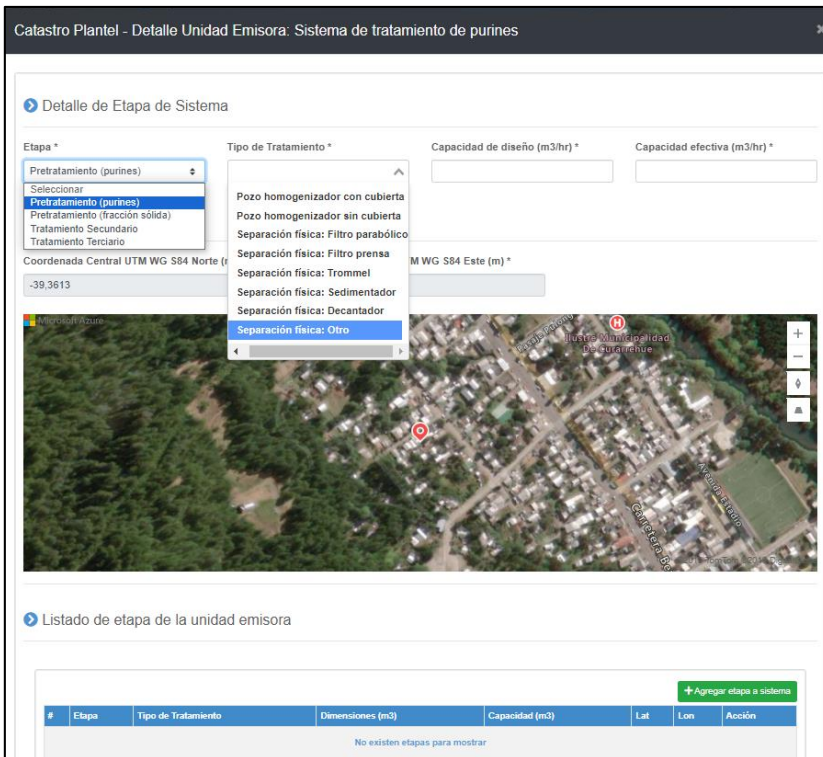 Catastro Plantel - Detalle Unidad Emisora: Sistema de tratamiento de purines
Detalle de Etapa de Sistema
Etapa *
Tipo de Tratamiento *
Capacidad de diseño (m3/hr) *
Capacidad efectiva (m3/hr) *
Pretratamiento (purines)
Seleccionar
Pretratamiento (purines)
Pretratamiento (fracción sólida)
Tratamiento Secundario
Tratamiento Terciario
Pozo homogenizador con cubierta
Pozo homogenizador sin cubierta
Separación física: Filtro parabólico
Separación física: Filtro prensa
Separación física: Trommel
Separación física: Sedimentador
Separación física: Decantador
Separación física: Otro
Coordenada Central UTM WG S84 Norte
M WG S84 Este (m) *
-39,3613
Microsoft Azure
Ilustre Municipalidad
De Curarrehue
Avenida Estadio
Carretera Be
Listado de etapa de la unidad emisora
+Agregar etapa a sistema
# Etapa Tipo de Tratamiento Dimensiones (m3) Capacidad (m3) Lat Lon Acción
No existen etapas para mostrar